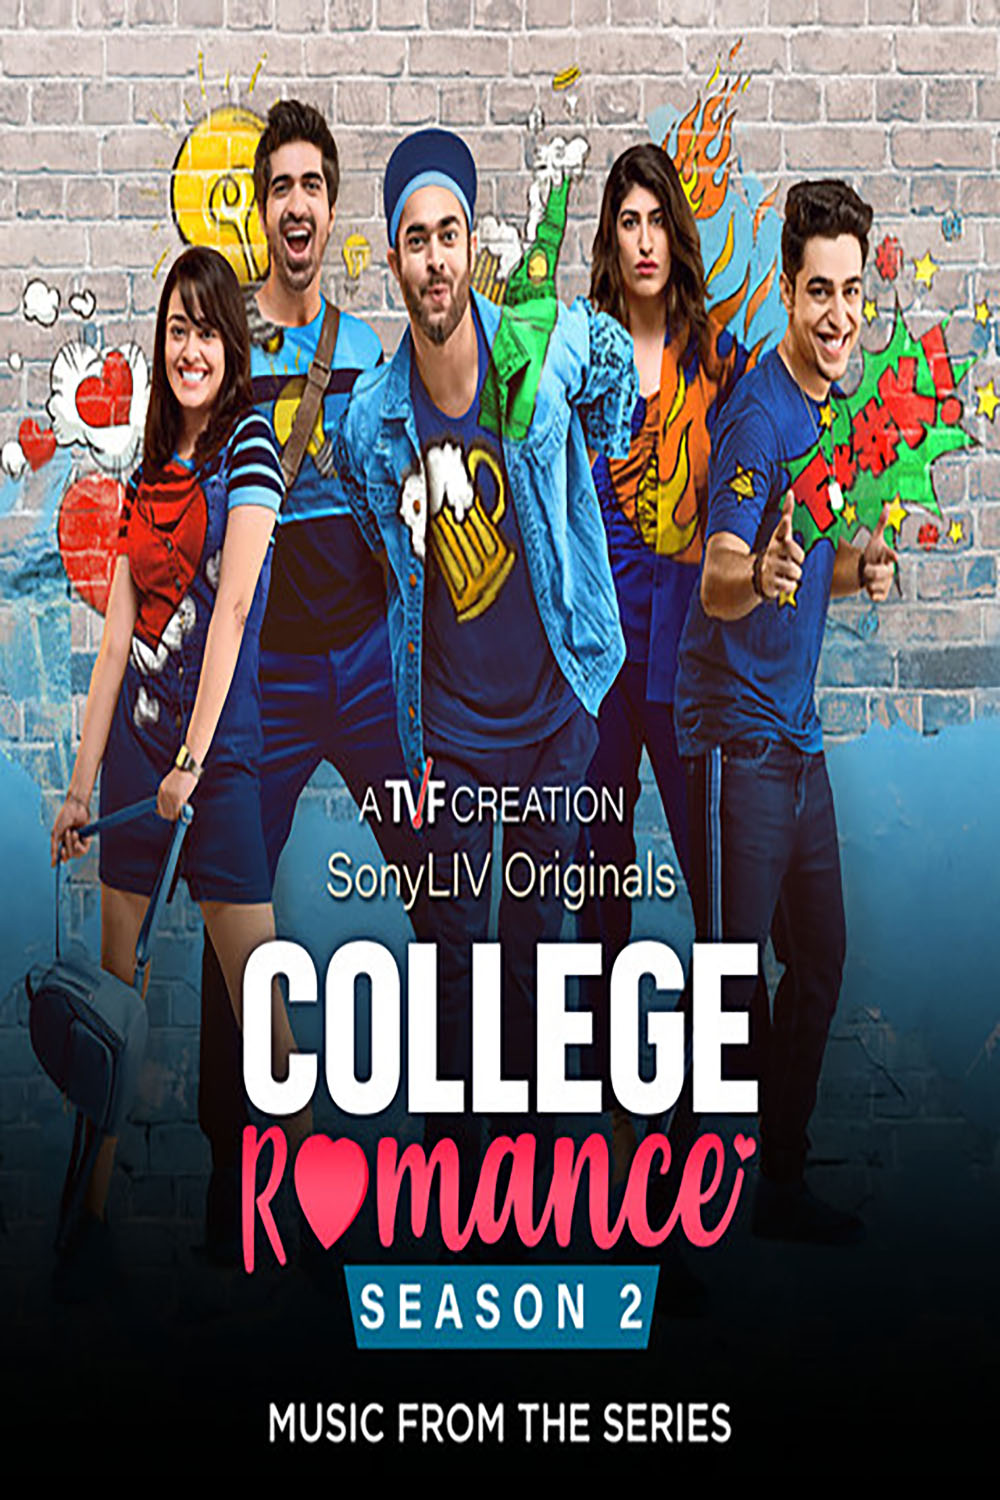 F*#K!
A TVF CREATION
SonyLIV Originals
COLLEGE
Romance
SEASON 2
MUSIC FROM THE SERIES